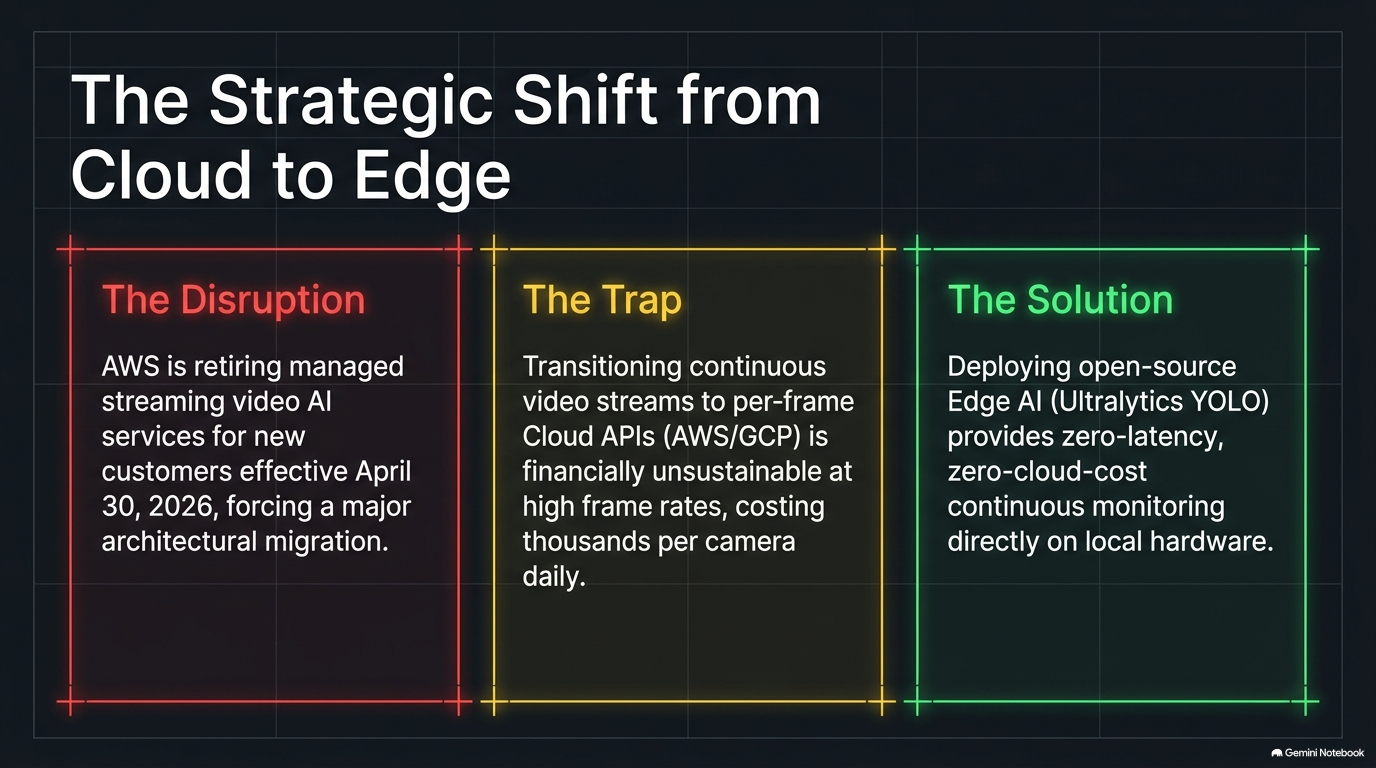 The Strategic Shift from
Cloud to Edge
The Disruption
AWS is retiring managed
streaming video AI
services for new
customers effective April
30, 2026, forcing a major
architectural migration.
The Trap
Transitioning continuous
video streams to per-frame
Cloud APIs (AWS/GCP) is
financially unsustainable at
high frame rates, costing
thousands per camera
daily.
The Solution
Deploying open-source
Edge AI (Ultralytics YOLO)
provides zero-latency,
zero-cloud-cost
continuous monitoring
directly on local hardware.
Gemini Notebook